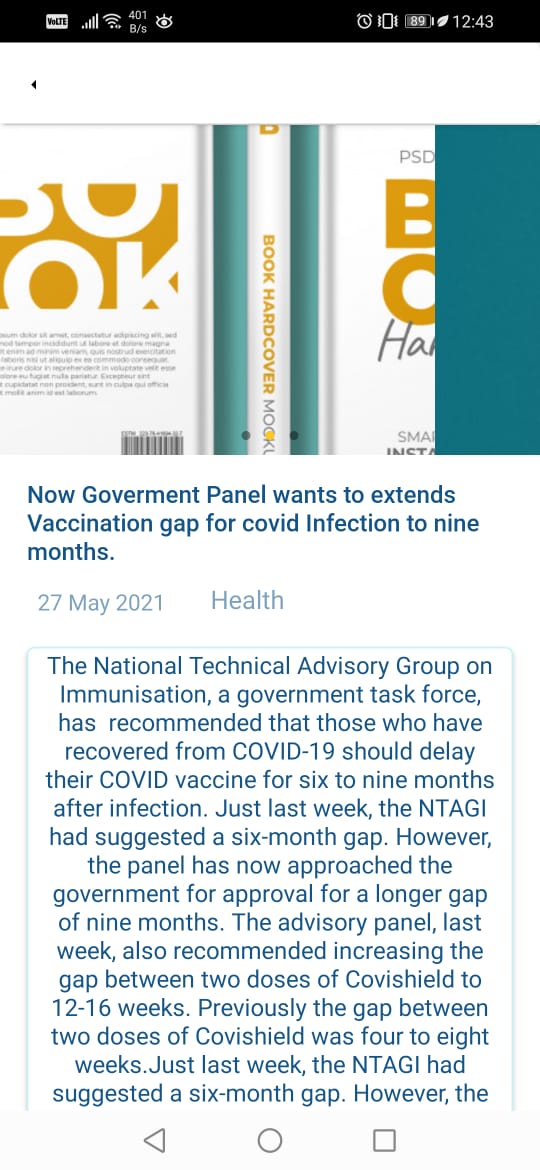 VoLTE 401 B/s 89 12:43
BOOK
OK
PSD
B
O
Har
SMAR
INSTA
BOOK HARDCOVER MOCKU
Now Goverment Panel wants to extends
Vaccination gap for covid Infection to nine
months.
27 May 2021 Health
The National Technical Advisory Group on
Immunisation, a government task force,
has recommended that those who have
recovered from COVID-19 should delay
their COVID vaccine for six to nine months
after infection. Just last week, the NTAGI
had suggested a six-month gap. However,
the panel has now approached the
government for approval for a longer gap
of nine months. The advisory panel, last
week, also recommended increasing the
gap between two doses of Covishield to
12-16 weeks. Previously the gap between
two doses of Covishield was four to eight
weeks.Just last week, the NTAGI had
suggested a six-month gap. However, the